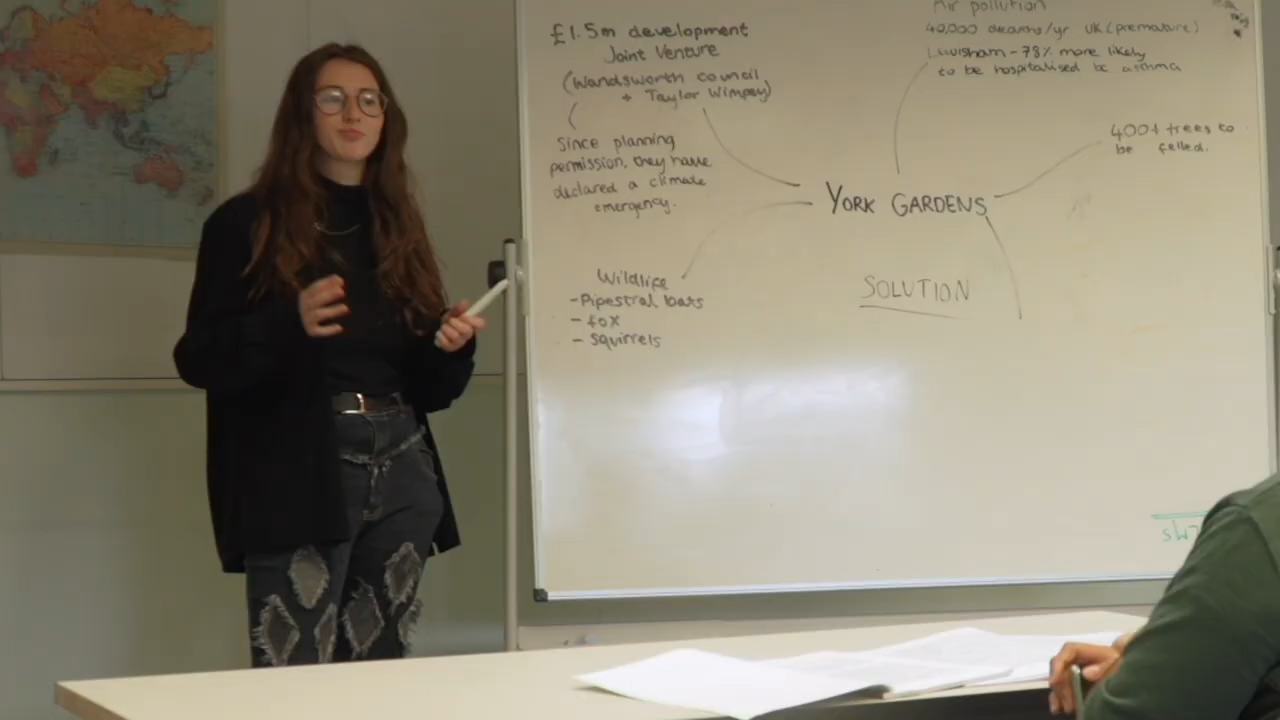 £1.5m development
Joint Venture
(Wandsworth council
+ Taylor Wimpey)
Since planning
permission, they have
declared a climate
emergency.
Wildlife
- Pipestral bats
- fox
- squirrels
Air pollution
40,000 deaths/yr UK (premature)
Lewisham - 78% more likely
to be hospitalised bc asthma
400+ trees to
be felled.
YORK GARDENS
SOLUTION